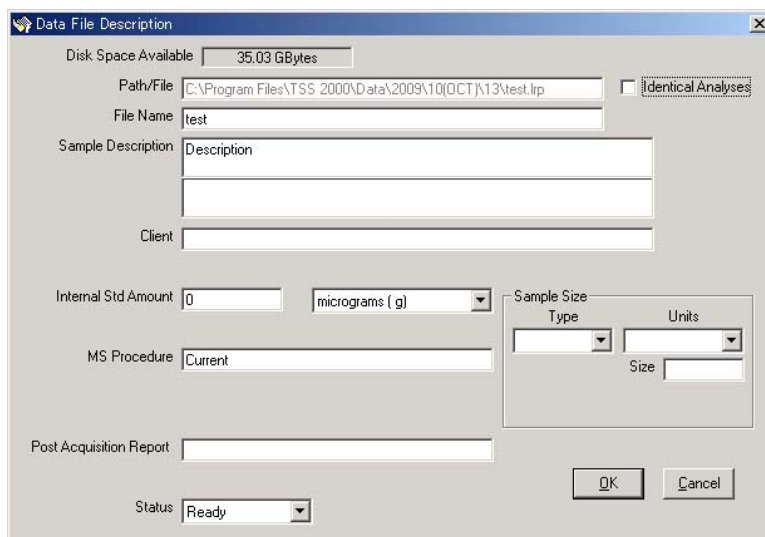 Data File Description
Disk Space Available 35.03 GBytes
Path/File C:\Program Files\TSS 2000\Data\2009\10(OCT)\13\test.lrp Identical Analyses
File Name test
Sample Description Description
Client
Internal Std Amount 0 micrograms ( g) Sample Size
Type Units
MS Procedure Current
Size
Post Acquisition Report
OK Cancel
Status Ready